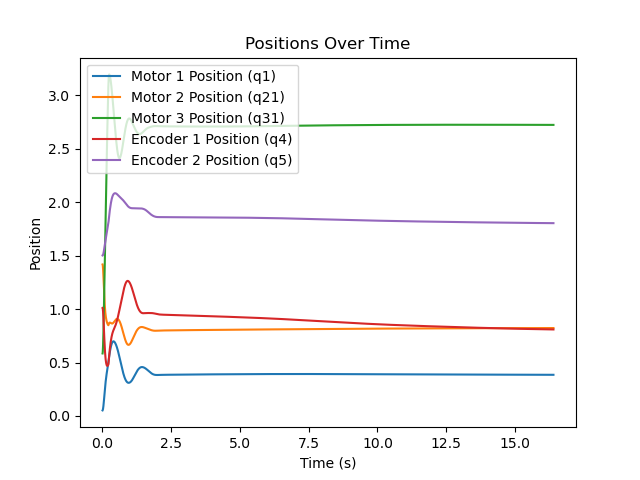 Positions Over Time
Motor 1 Position (q1)
Motor 2 Position (q21)
Motor 3 Position (q31)
Encoder 1 Position (q4)
Encoder 2 Position (q5)
3.0
2.5
2.0
1.5
1.0
0.5
0.0
Position
0.0 2.5 5.0 7.5 10.0 12.5 15.0
Time (s)